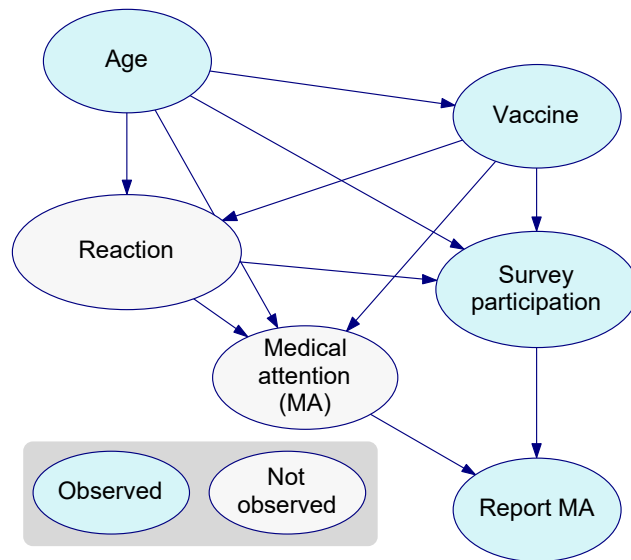 Age
Vaccine
Reaction
Survey
participation
Medical
attention
(MA)
Observed
Not
observed
Report MA